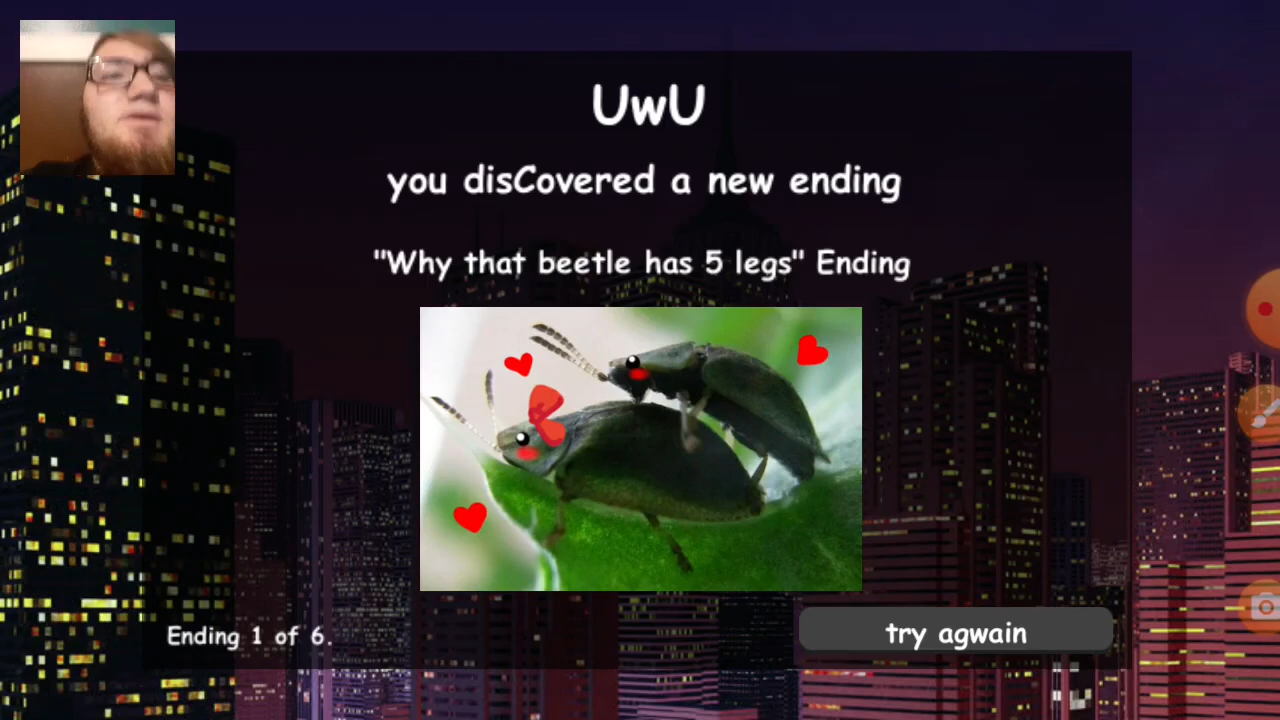 UwU
you disCovered a new ending
"Why that beetle has 5 legs" Ending
Ending 1 of 6.
try agwain